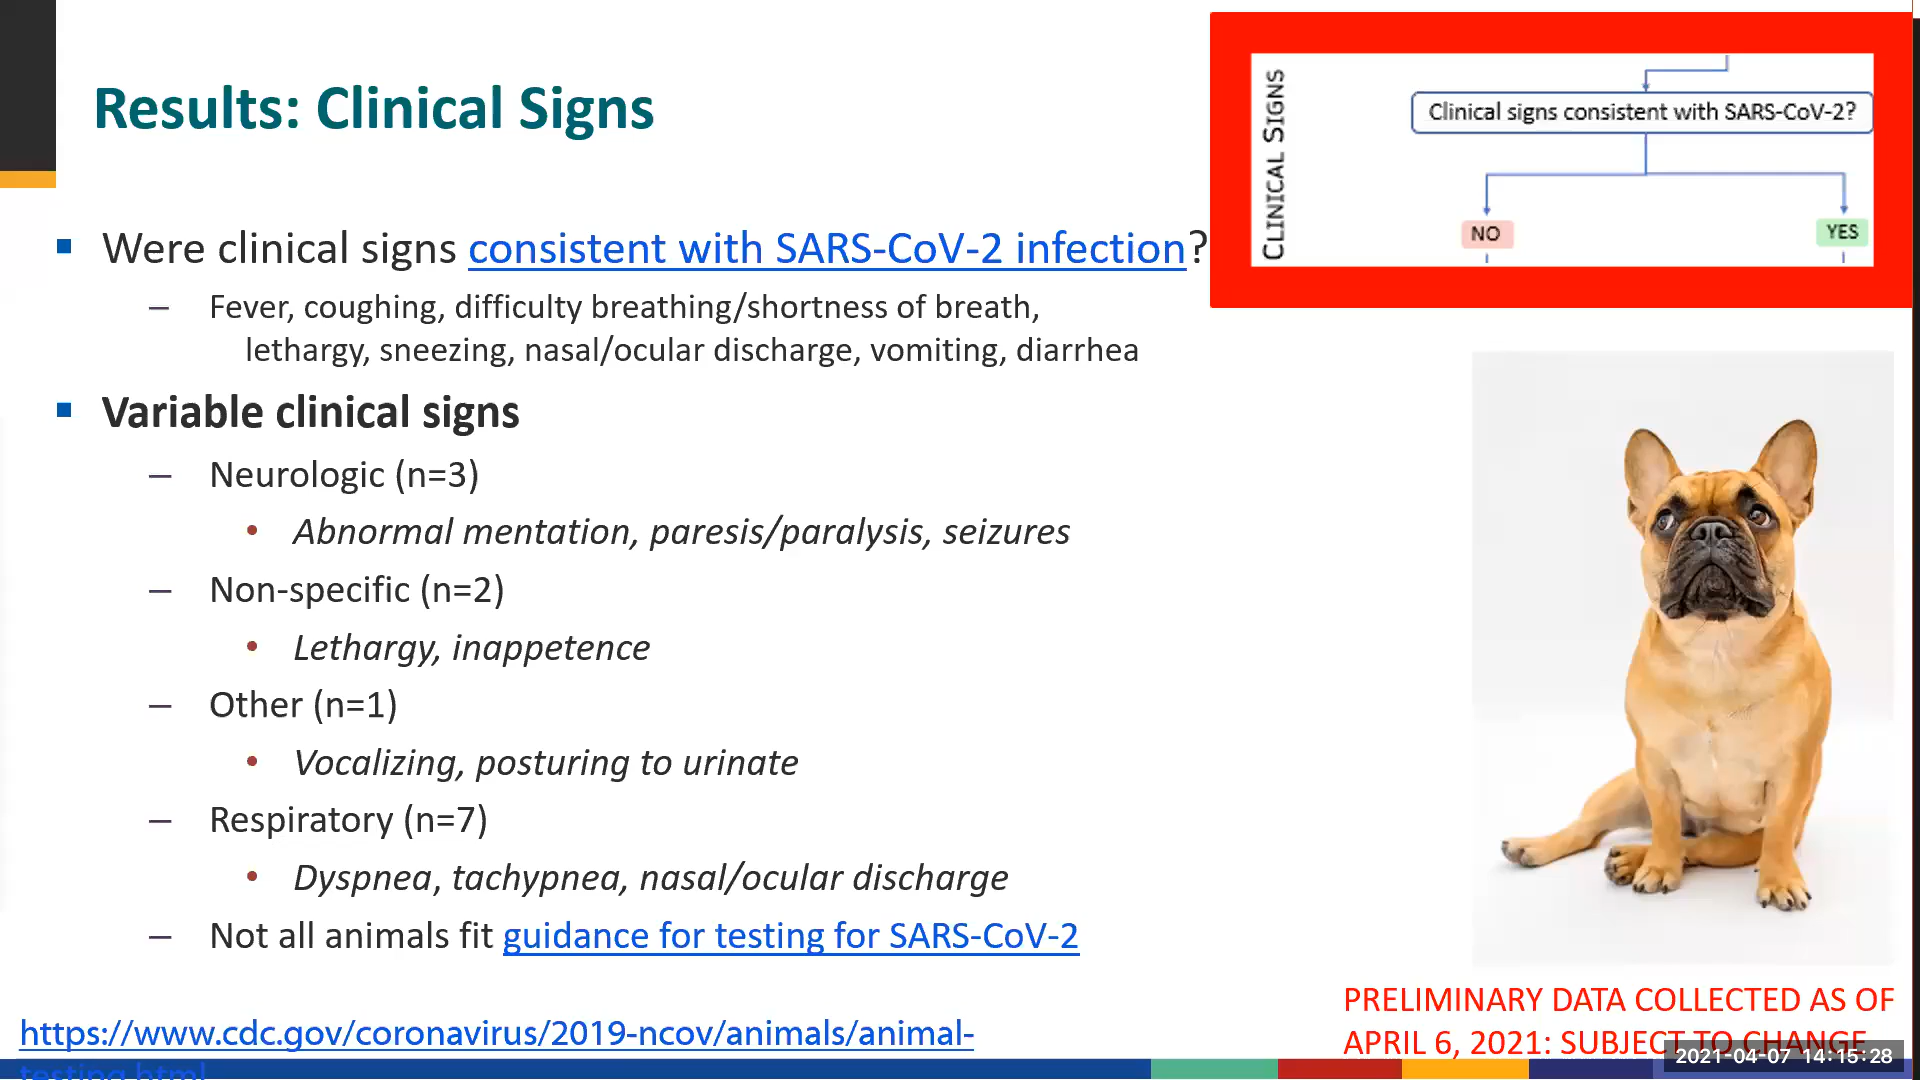 Results: Clinical Signs
CLINICAL SIGNS
Clinical signs consistent with SARS-CoV-2?
NO
YES
Were clinical signs consistent with SARS-CoV-2 infection?
– Fever, coughing, difficulty breathing/shortness of breath,
lethargy, sneezing, nasal/ocular discharge, vomiting, diarrhea
Variable clinical signs
– Neurologic (n=3)
• Abnormal mentation, paresis/paralysis, seizures
– Non-specific (n=2)
• Lethargy, inappetence
– Other (n=1)
• Vocalizing, posturing to urinate
– Respiratory (n=7)
• Dyspnea, tachypnea, nasal/ocular discharge
– Not all animals fit guidance for testing for SARS-CoV-2
https://www.cdc.gov/coronavirus/2019-ncov/animals/animal-
testing.html
PRELIMINARY DATA COLLECTED AS OF
APRIL 6, 2021: SUBJECT TO CHANGE
2021-04-07 14:15:28